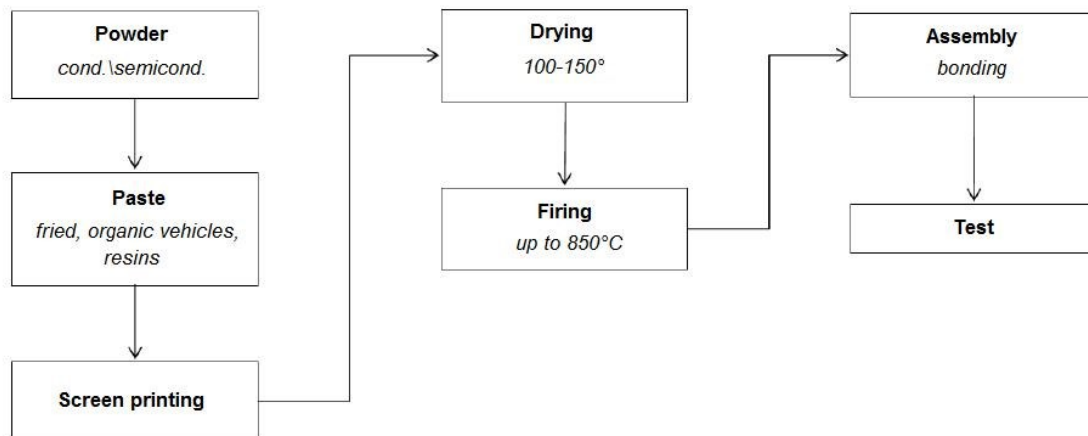 Powder
cond.\semicond.
Paste
fried, organic vehicles,
resins
Screen printing
Drying
100-150°
Firing
up to 850°C
Assembly
bonding
Test